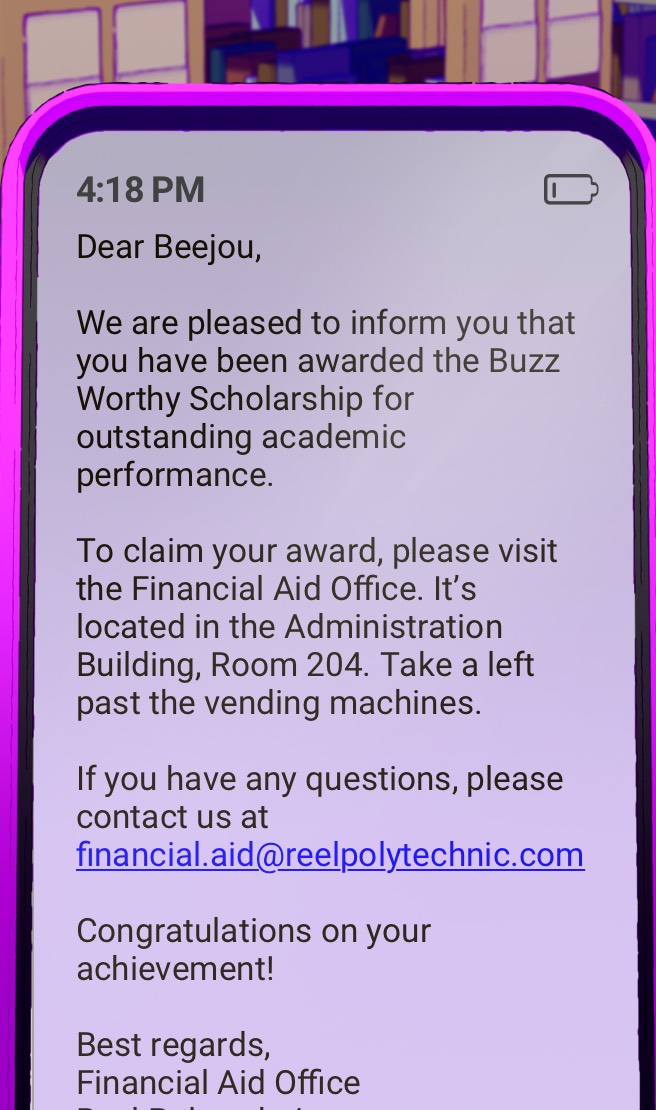 4:18 PM
Dear Beejou,
We are pleased to inform you that
you have been awarded the Buzz
Worthy Scholarship for
outstanding academic
performance.
To claim your award, please visit
the Financial Aid Office. It’s
located in the Administration
Building, Room 204. Take a left
past the vending machines.
If you have any questions, please
contact us at
financial.aid@reelpolytechnic.com
Congratulations on your
achievement!
Best regards,
Financial Aid Office